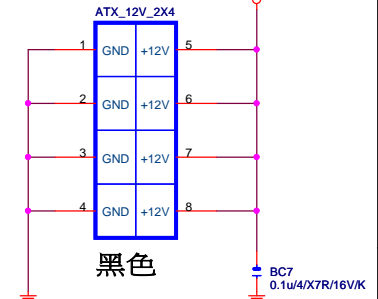 ATX_12V_2X4
1 GND +12V 5
2 GND +12V 6
3 GND +12V 7
4 GND +12V 8
黑色
BC7
0.1u/4/X7R/16V/K